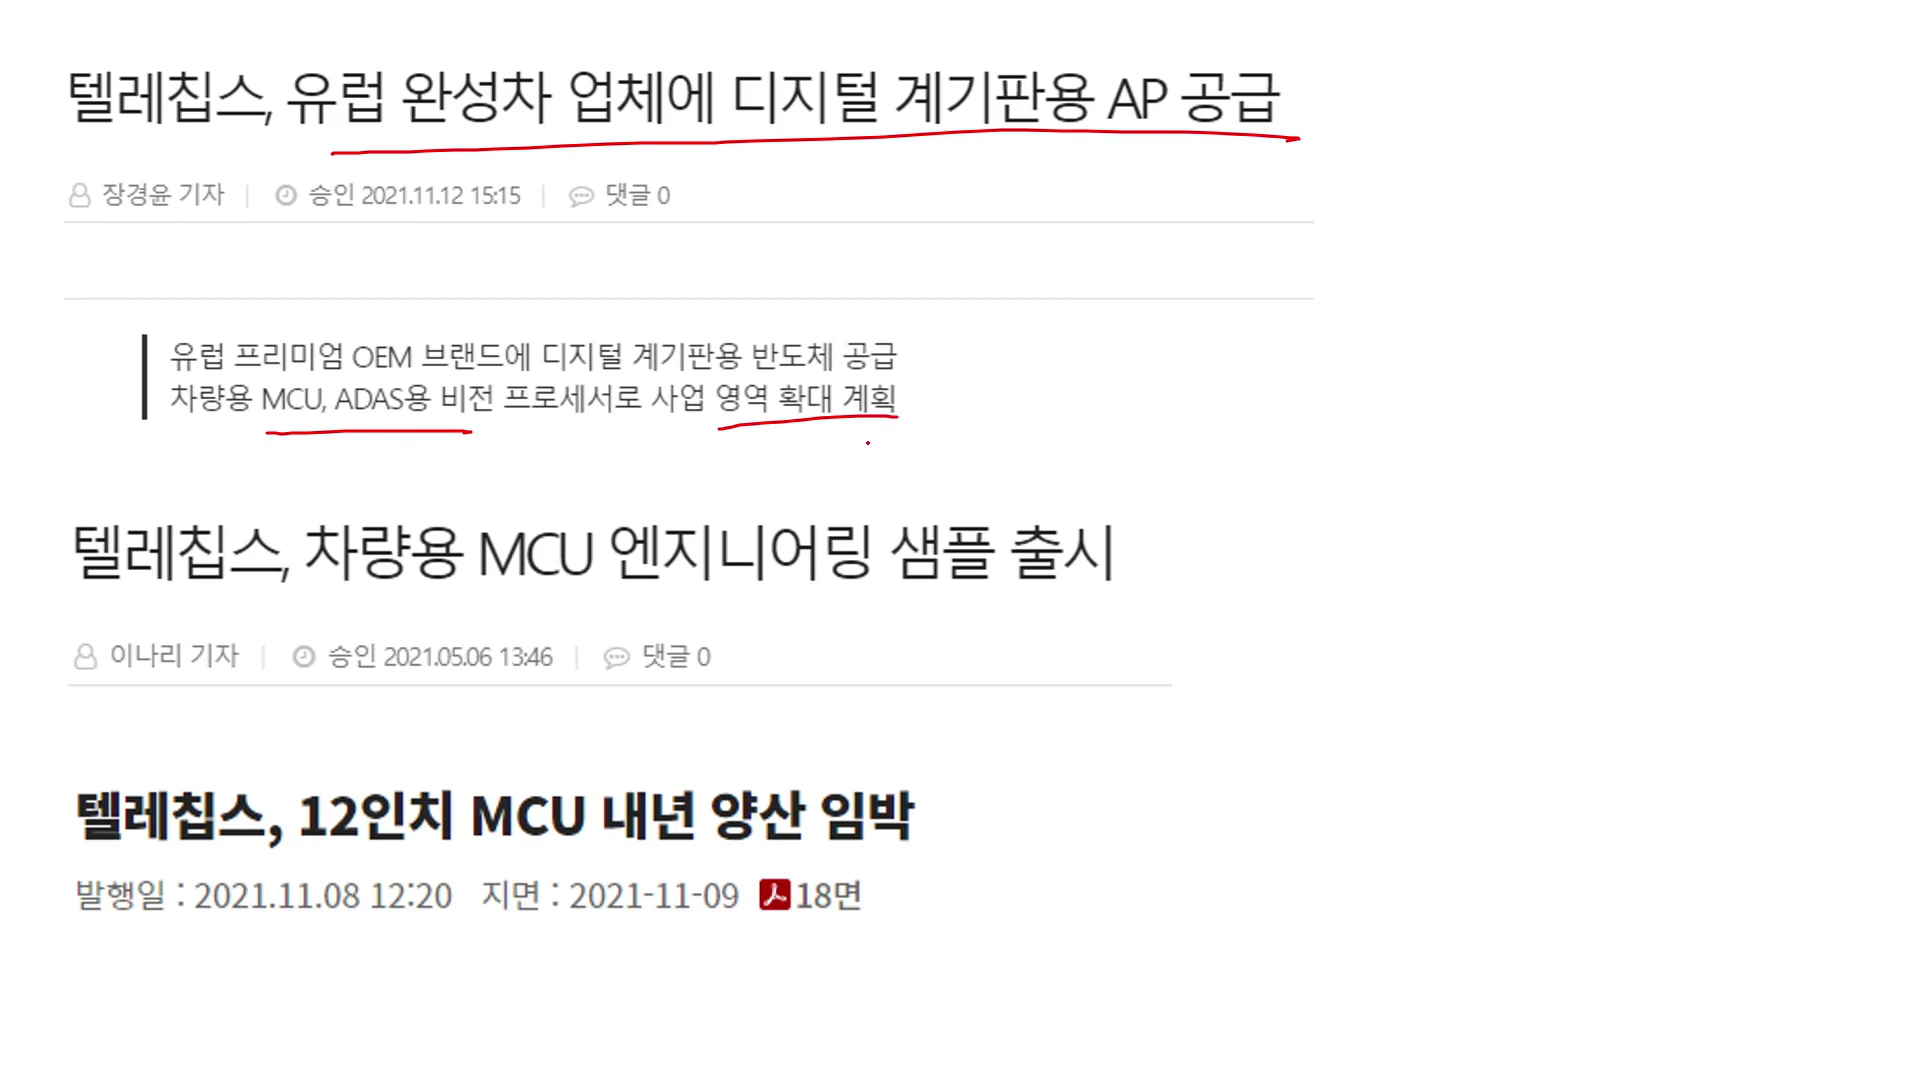 텔레칩스, 유럽 완성차 업체에 디지털 계기판용 AP 공급
장경윤 기자 | 승인 2021.11.12 15:15 | 댓글 0
유럽 프리미엄 OEM 브랜드에 디지털 계기판용 반도체 공급
차량용 MCU, ADAS용 비전 프로세서로 사업 영역 확대 계획
텔레칩스, 차량용 MCU 엔지니어링 샘플 출시
이나리 기자 | 승인 2021.05.06 13:46 | 댓글 0
텔레칩스, 12인치 MCU 내년 양산 임박
발행일 : 2021.11.08 12:20 지면 : 2021-11-09 18면